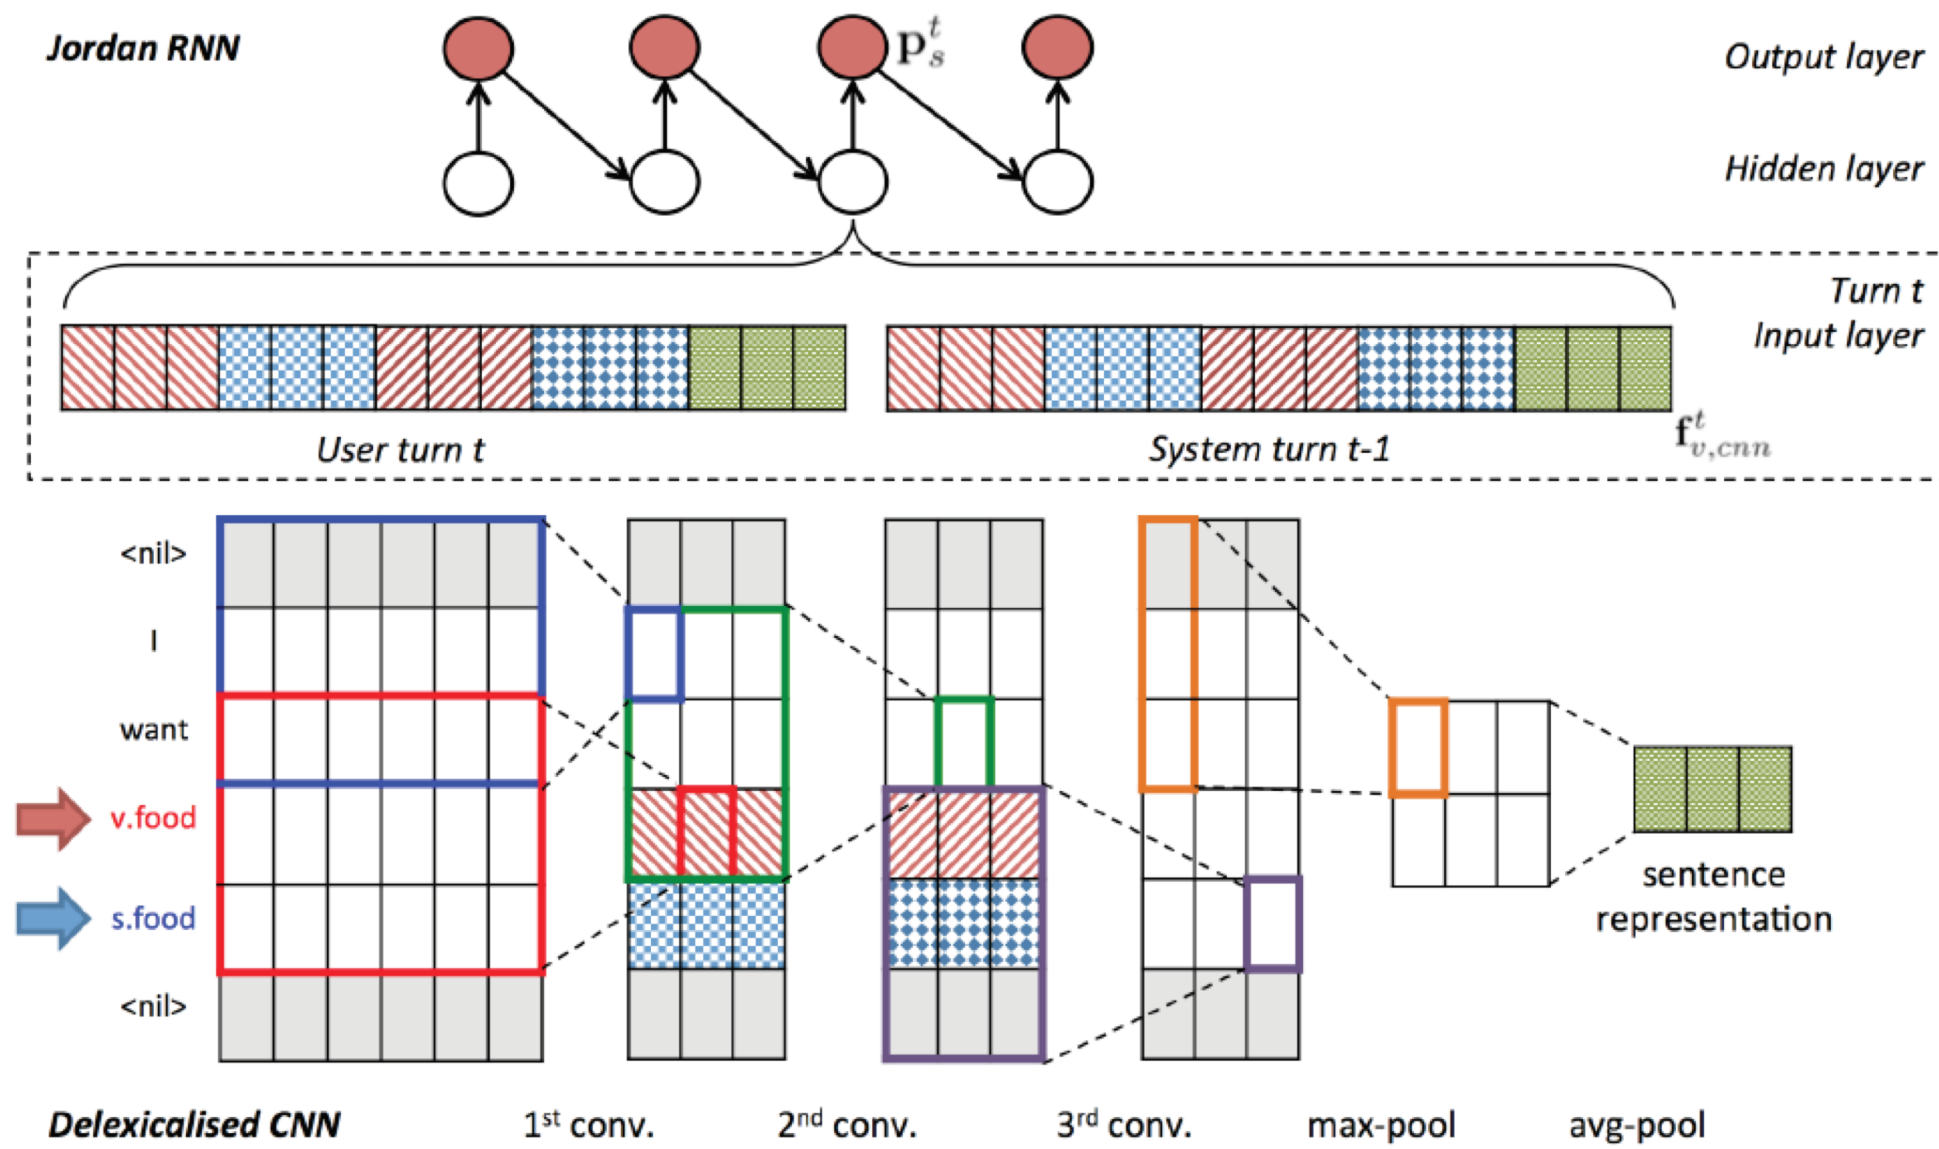 Jordan RNN
p_s^t
Output layer
Hidden layer
Turn t
Input layer
User turn t
System turn t-1
f_{v,cnn}^t
<nil>
I
want
v.food
s.food
<nil>
sentence
representation
Delexicalised CNN
1st conv.
2nd conv.
3rd conv.
max-pool
avg-pool